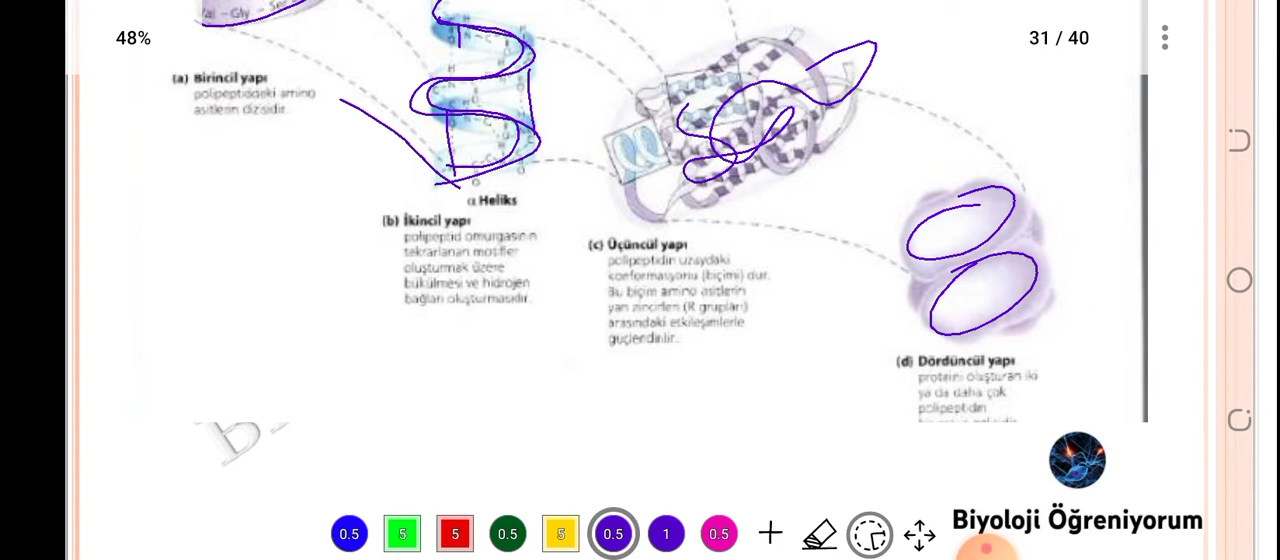 al – Gly – Ser
48%
31 / 40
(a) Birincil yapı
polipeptiddeki amino
asitlerin dizisidir.
α Heliks
(b) İkincil yapı
polipeptid omurgasının
tekrarlanan motifler
oluşturmak üzere
bükülmesi ve hidrojen
bağları oluşturmasıdır.
(c) Üçüncül yapı
polipeptidin uzaydaki
konformasyonu (biçimi) dur.
Bu biçim amino asitlerin
yan zincirleri (R grupları)
arasındaki etkileşimlerle
güçlendirilir.
(d) Dördüncül yapı
proteini oluşturan iki
ya da daha çok
polipeptidin
0.5
5
5
0.5
5
0.5
1
0.5
Biyoloji Öğreniyorum